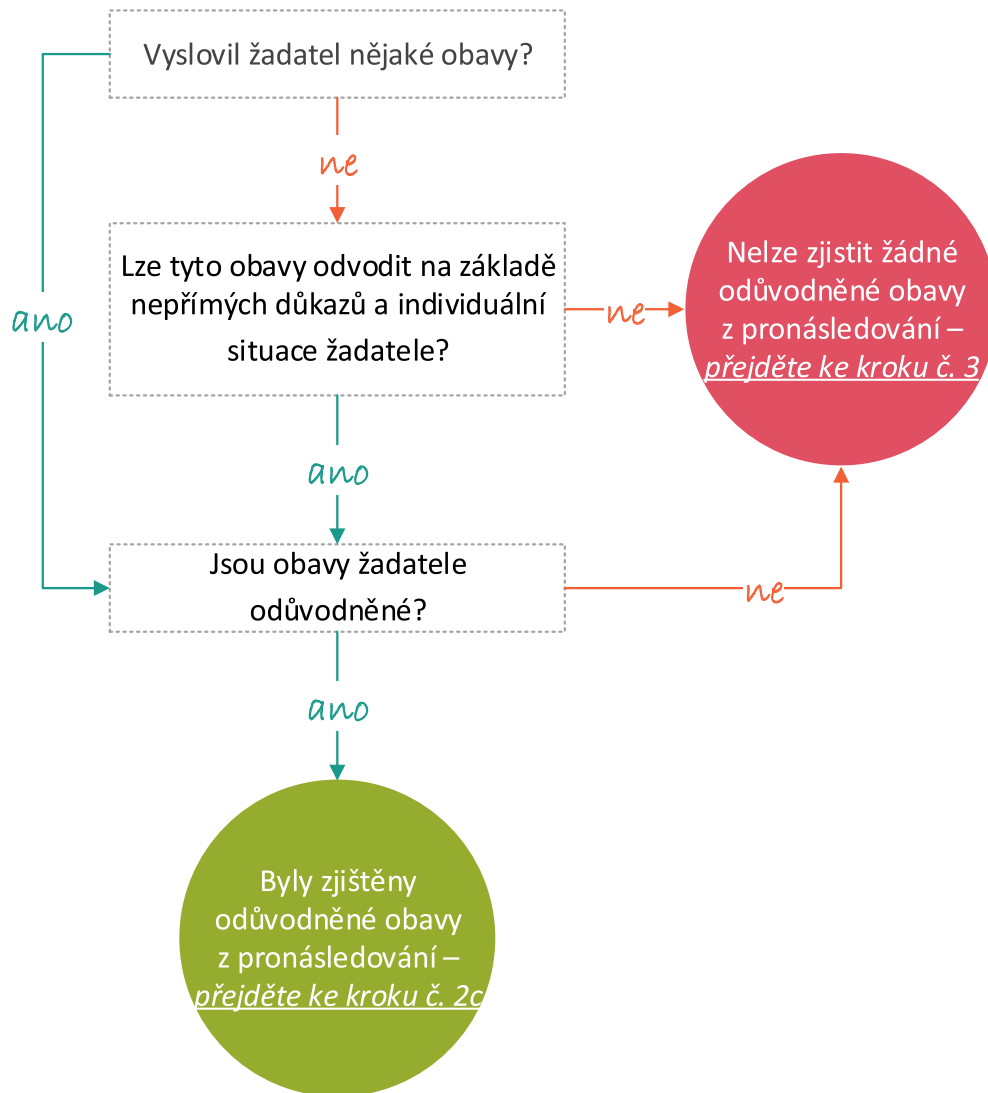 Vyslovil žadatel nějaké obavy?
ne
Lze tyto obavy odvodit na základě
nepřímých důkazů a individuální
situace žadatele?
ne
Nelze zjistit žádné
odůvodněné obavy
z pronásledování –
přejděte ke kroku č. 3
ano
ano
Jsou obavy žadatele
odůvodněné?
ne
ano
Byly zjištěny
odůvodněné obavy
z pronásledování –
přejděte ke kroku č. 2c